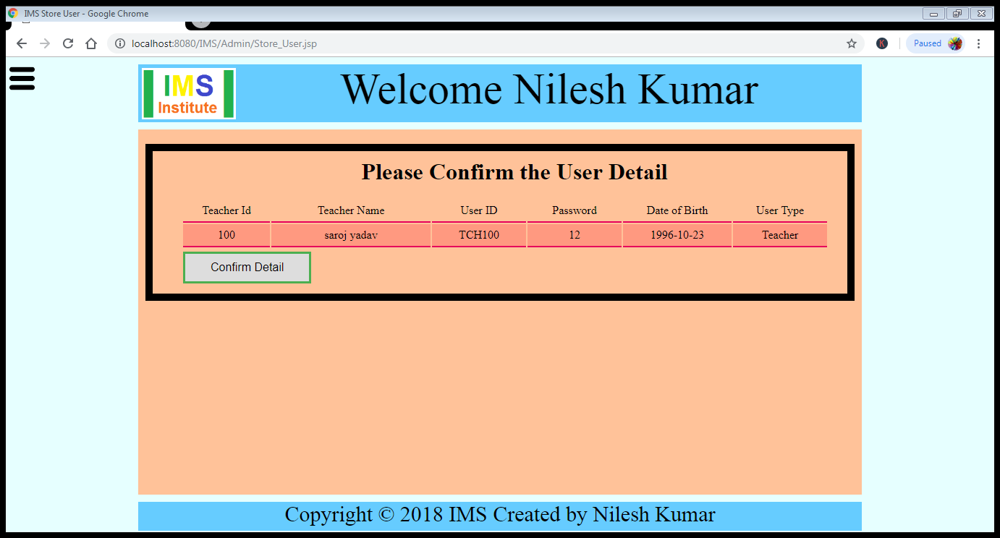 IMS Store User - Google Chrome
localhost:8080/IMS/Admin/Store_User.jsp
K
Paused
IMS
Institute
Welcome Nilesh Kumar
Please Confirm the User Detail
Teacher Id Teacher Name User ID Password Date of Birth User Type
100 saroj yadav TCH100 12 1996-10-23 Teacher
Confirm Detail
Copyright © 2018 IMS Created by Nilesh Kumar